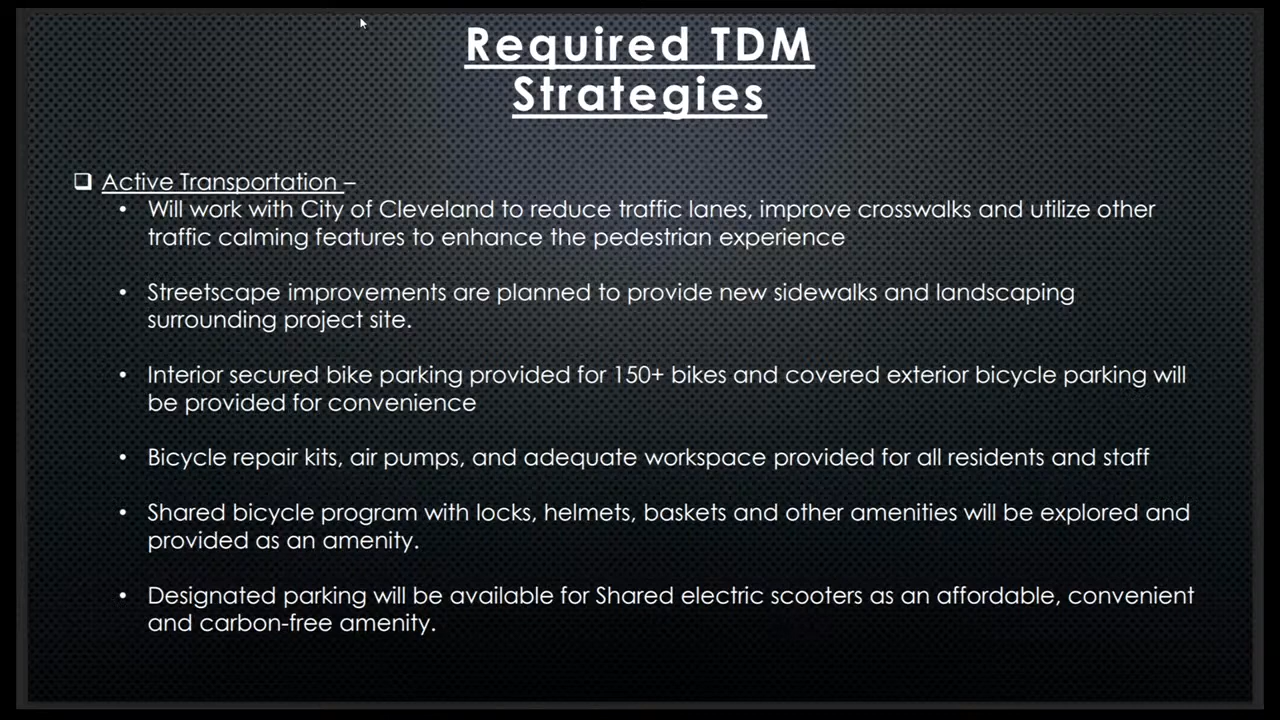 Required TDM
Strategies
❑ Active Transportation –
• Will work with City of Cleveland to reduce traffic lanes, improve crosswalks and utilize other
traffic calming features to enhance the pedestrian experience
• Streetscape improvements are planned to provide new sidewalks and landscaping
surrounding project site.
• Interior secured bike parking provided for 150+ bikes and covered exterior bicycle parking will
be provided for convenience
• Bicycle repair kits, air pumps, and adequate workspace provided for all residents and staff
• Shared bicycle program with locks, helmets, baskets and other amenities will be explored and
provided as an amenity.
• Designated parking will be available for Shared electric scooters as an affordable, convenient
and carbon-free amenity.